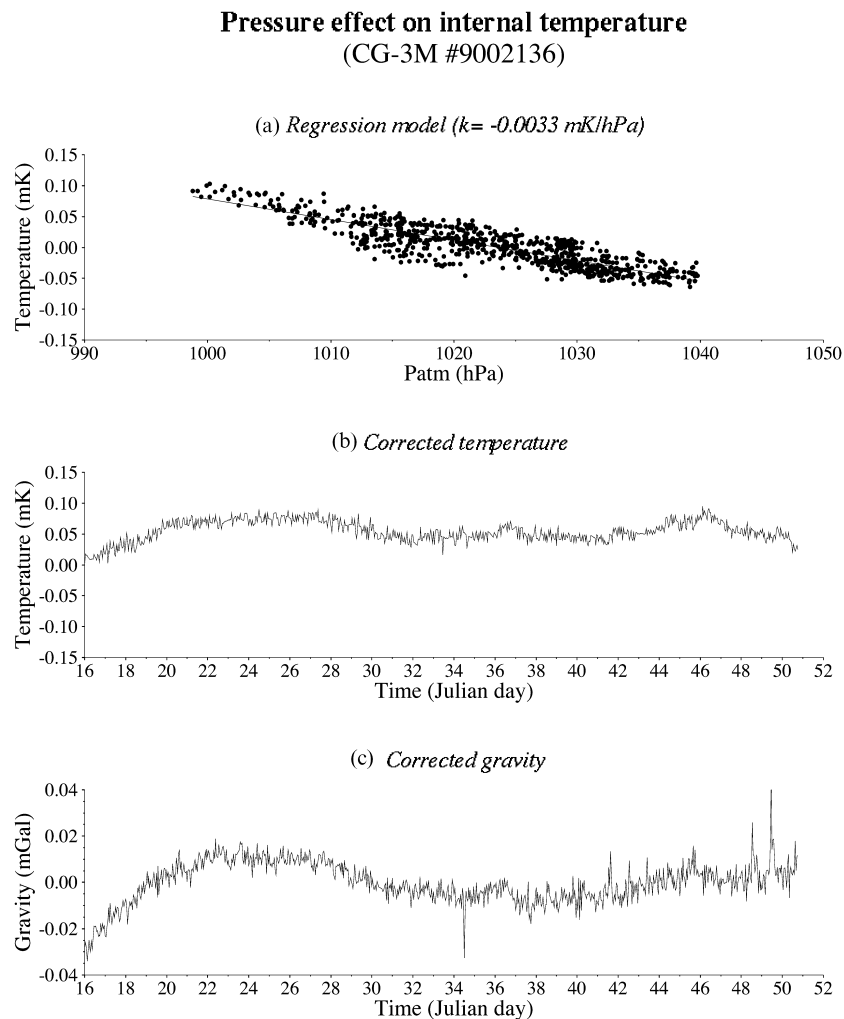 Pressure effect on internal temperature
(CG-3M #9002136)
(a) Regression model (k= -0.0033 mK/hPa)
Temperature (mK)
0.15
0.10
0.05
0.00
-0.05
-0.10
-0.15
990 1000 1010 1020 1030 1040 1050
Patm (hPa)
(b) Corrected temperature
Temperature (mK)
0.15
0.10
0.05
0.00
-0.05
-0.10
-0.15
16 18 20 22 24 26 28 30 32 34 36 38 40 42 44 46 48 50 52
Time (Julian day)
(c) Corrected gravity
Gravity (mGal)
0.04
0.02
0.00
-0.02
-0.04
16 18 20 22 24 26 28 30 32 34 36 38 40 42 44 46 48 50 52
Time (Julian day)